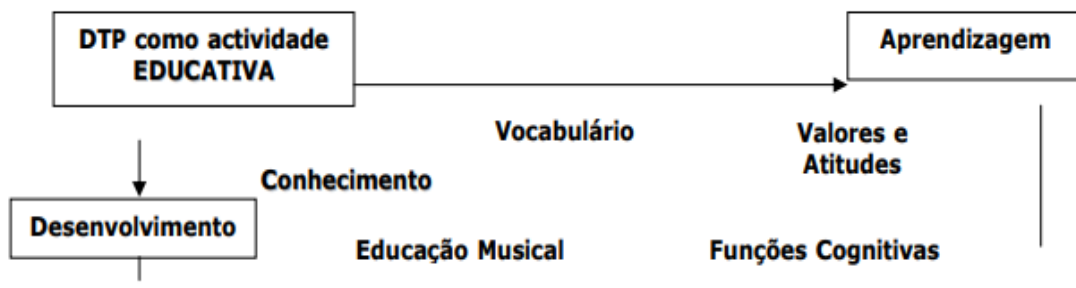 DTP como actividade
EDUCATIVA
Aprendizagem
Vocabulário
Valores e
Atitudes
Conhecimento
Desenvolvimento
Educação Musical
Funções Cognitivas